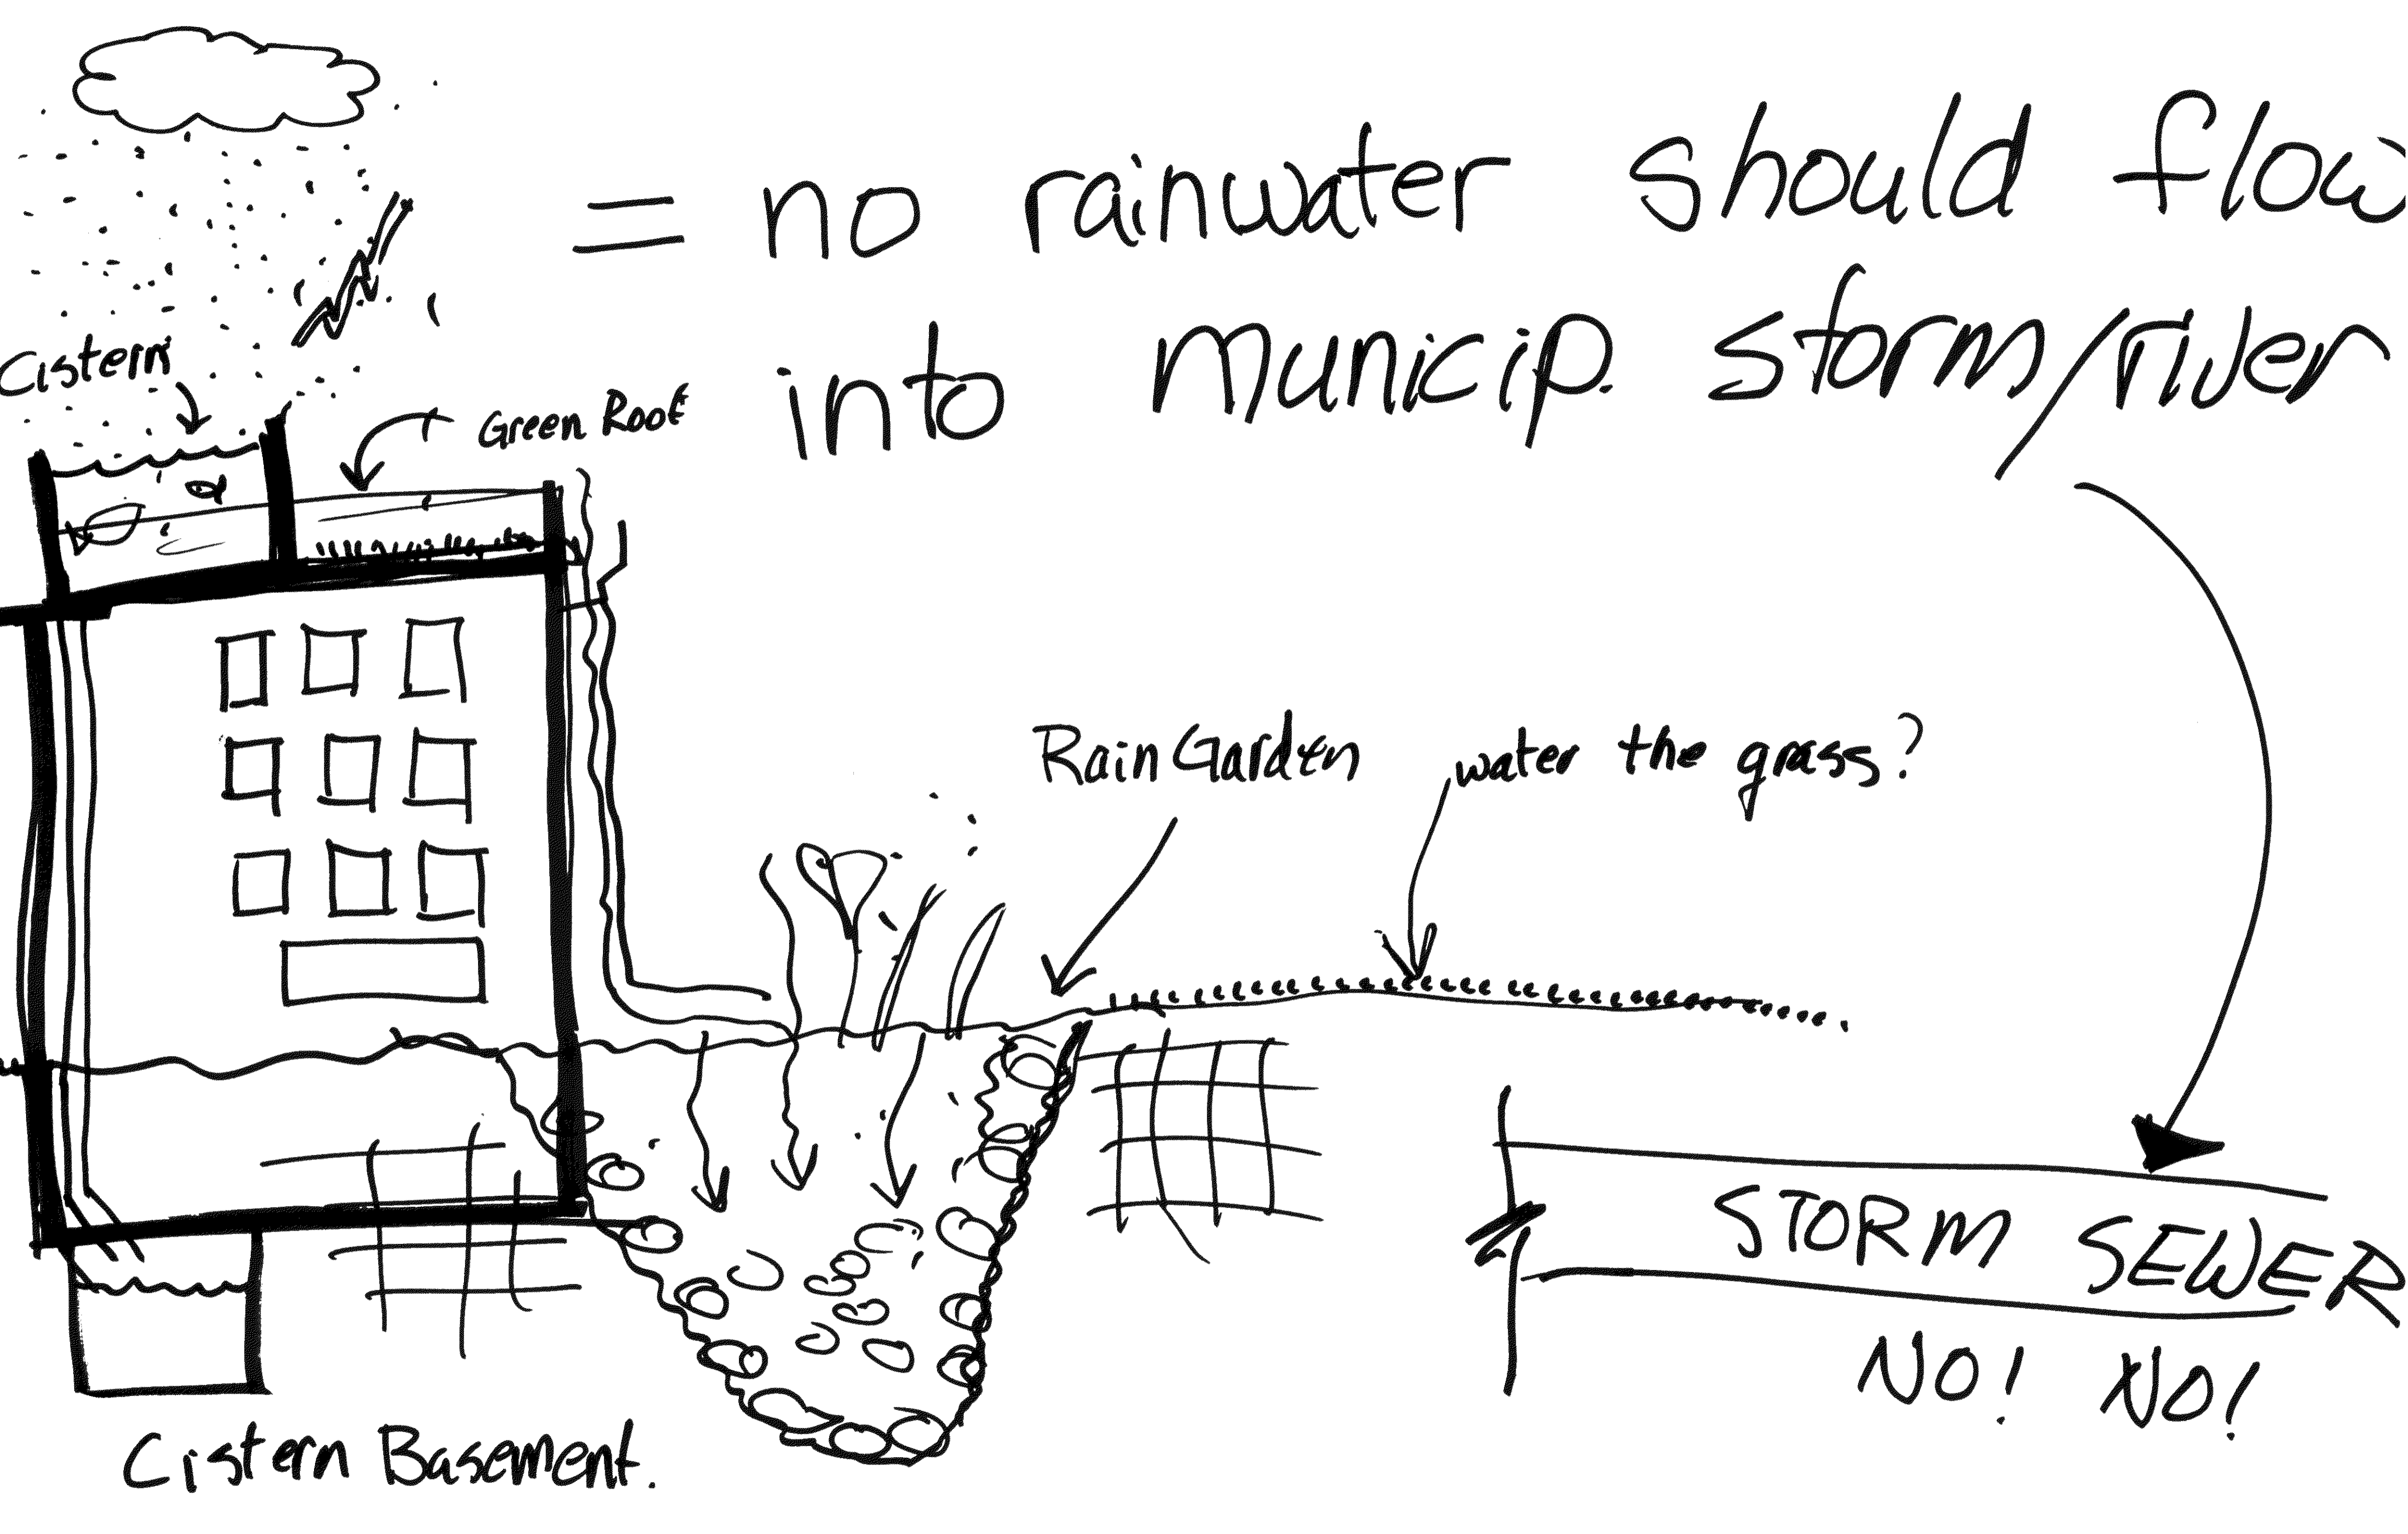 = no rainwater should flow
into municip. storm/river
Cistern
Green Roof
Rain Garden
water the grass?
STORM SEWER
NO! NO!
Cistern Basement.